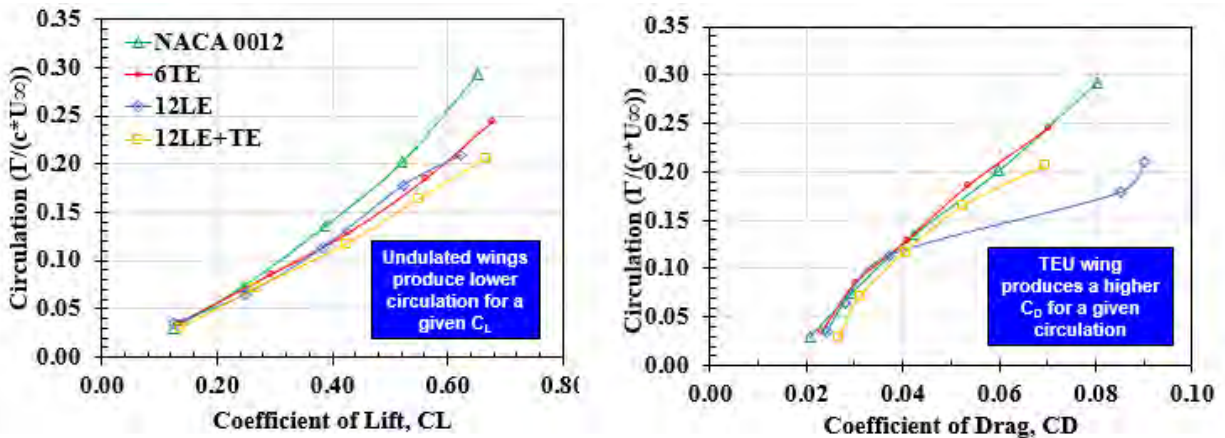 Circulation (Γ/(c*U∞))
0.35
0.30
0.25
0.20
0.15
0.10
0.05
0.00
NACA 0012
6TE
12LE
12LE+TE
Undulated wings
produce lower
circulation for a
given CL
0.00 0.20 0.40 0.60 0.80
Coefficient of Lift, CL
Circulation (Γ/(c*U∞))
0.35
0.30
0.25
0.20
0.15
0.10
0.05
0.00
TEU wing
produces a higher
CD for a given
circulation
0.00 0.02 0.04 0.06 0.08 0.10
Coefficient of Drag, CD